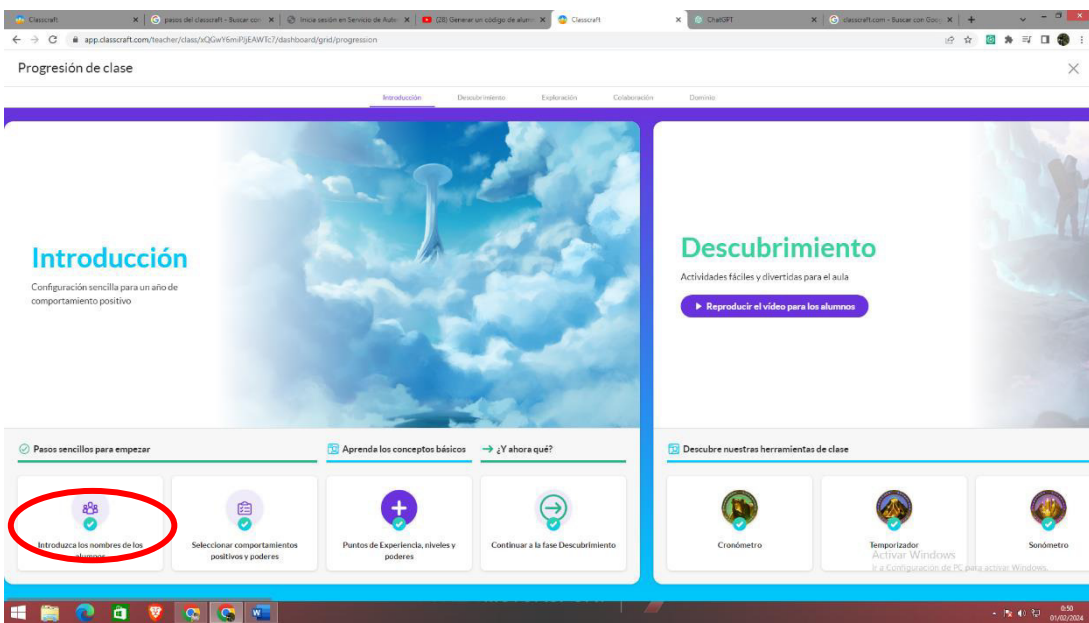 Classcraft
pasos del classcraft - Buscar con
Inicia sesión en Servicio de Auto
(20) Generar un código de alum
Classcraft
ChatGPT
classcraft.com - Buscar con Goog
app.classcraft.com/teacher/class/xQGwY6miPljEAWTc7/dashboard/grid/progression
Progresión de clase
Introducción
Descubrimiento
Exploración
Colaboración
Dominio
Introducción
Configuración sencilla para un año de
comportamiento positivo
Descubrimiento
Actividades fáciles y divertidas para el aula
Reproducir el vídeo para los alumnos
Pasos sencillos para empezar
Aprenda los conceptos básicos
¿Y ahora qué?
Descubre nuestras herramientas de clase
Introduzca los nombres de los
alumnos
Seleccionar comportamientos
positivos y poderes
Puntos de Experiencia, niveles y
poderes
Continuar a la fase Descubrimiento
Cronómetro
Temporizador
Sonómetro
Activar Windows
Ir a Configuración de PC para activar Windows.
0:50
01/02/2024